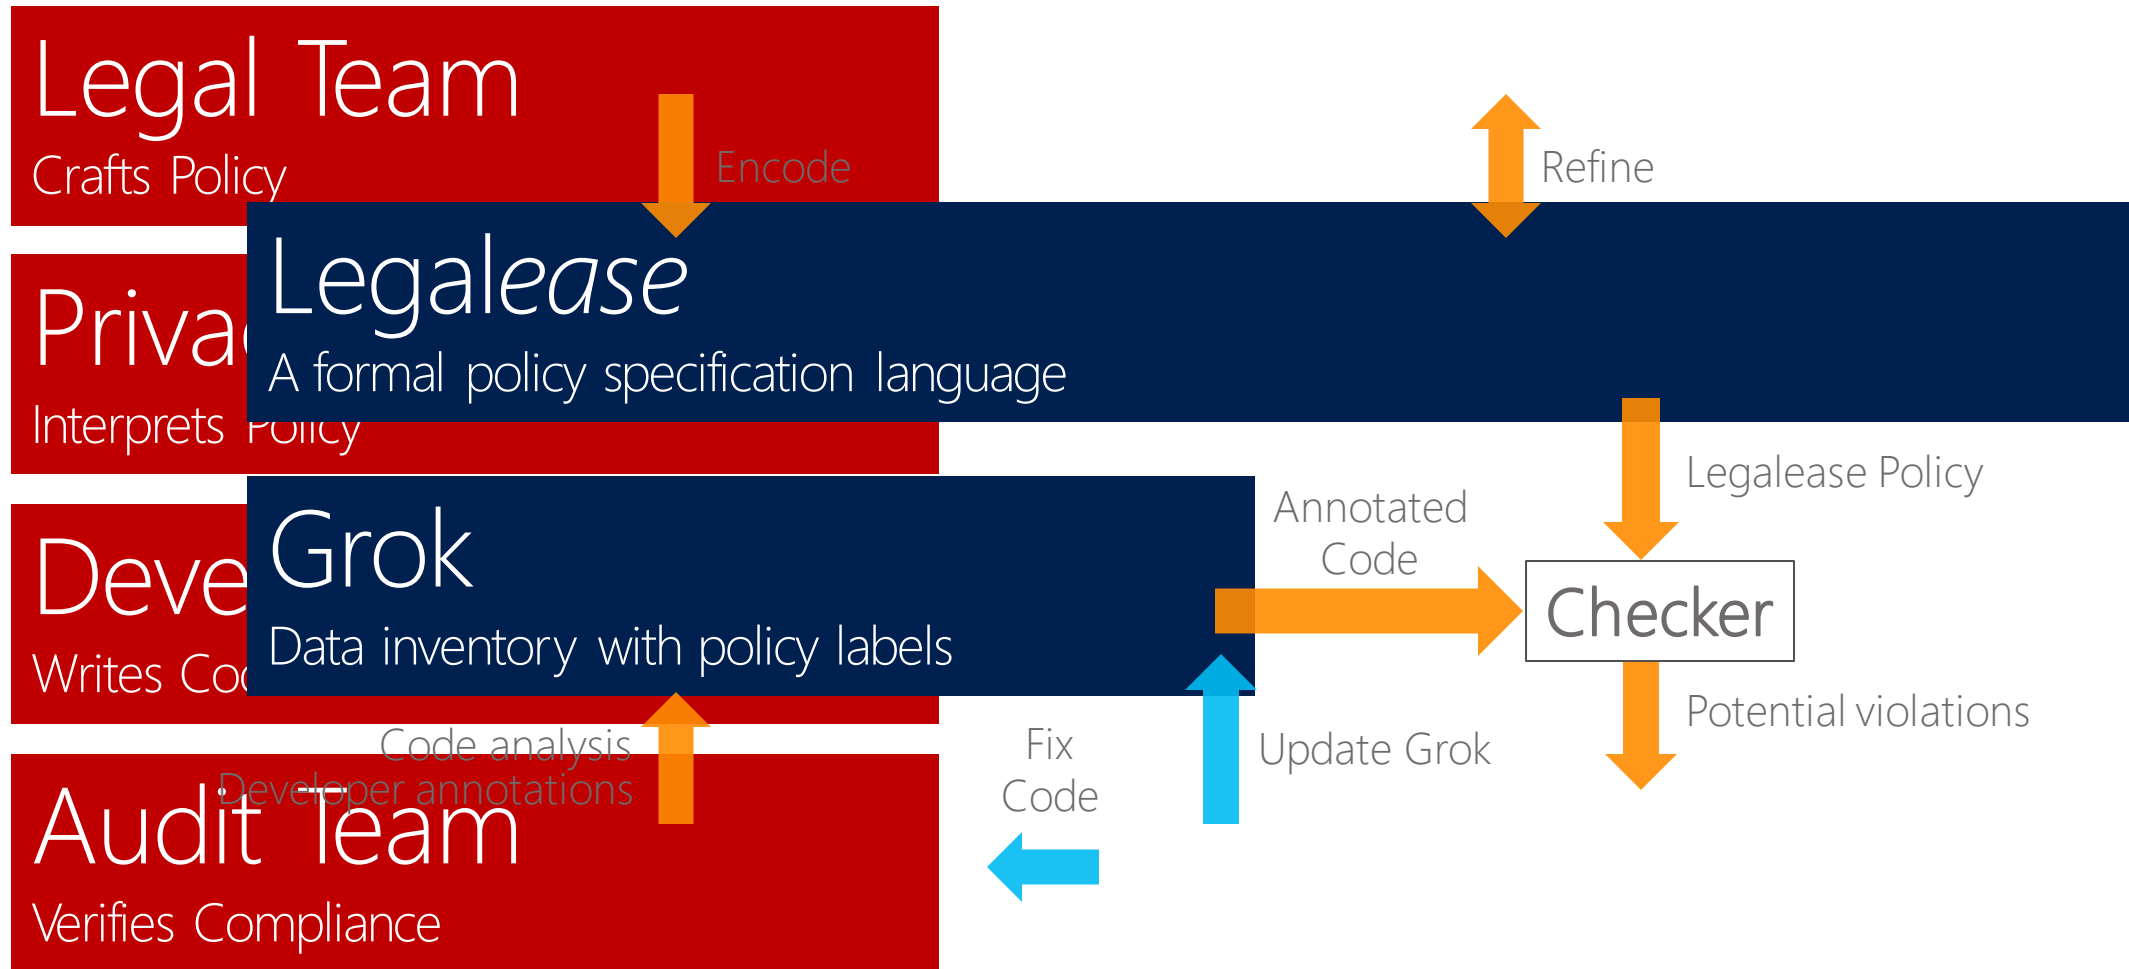 Legal Team
Crafts Policy
Encode
Refine
Legalease
A formal policy specification language
Interprets Policy
Legalease Policy
Grok
Data inventory with policy labels
Annotated
Code
Checker
Writes
Potential violations
Code analysis
Developer annotations
Fix
Code
Update Grok
Audit Team
Verifies Compliance